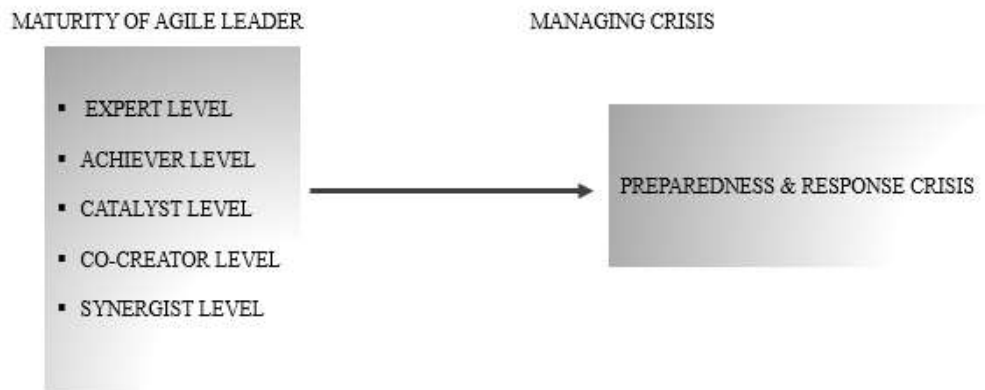 MATURITY OF AGILE LEADER
MANAGING CRISIS
▪ EXPERT LEVEL
▪ ACHIEVER LEVEL
▪ CATALYST LEVEL
▪ CO-CREATOR LEVEL
▪ SYNERGIST LEVEL
PREPAREDNESS & RESPONSE CRISIS